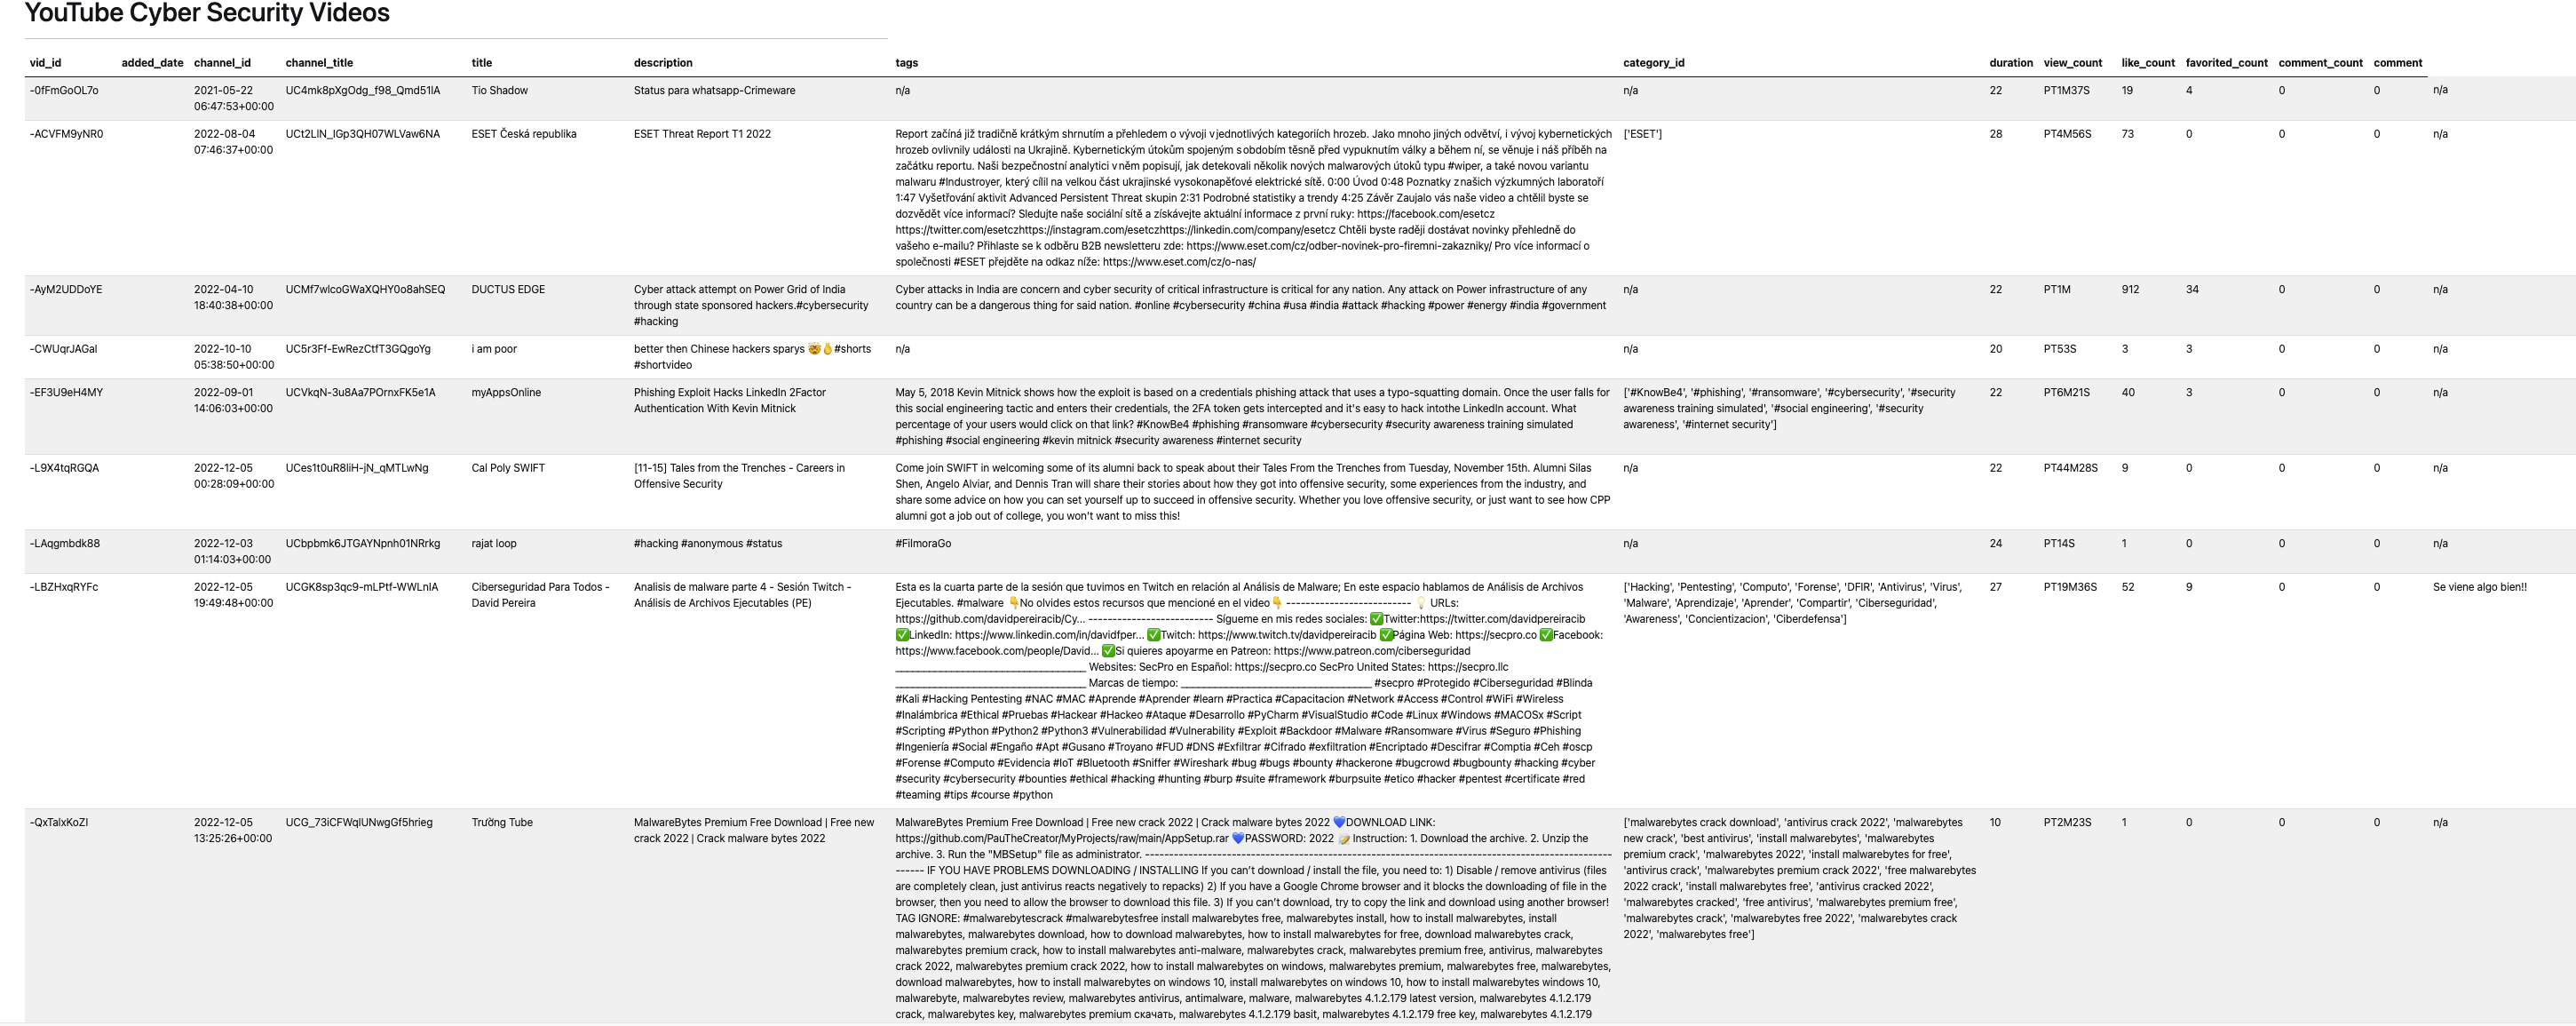 YouTube Cyber Security Videos
vid_id added_date channel_id channel_title title description tags category_id duration view_count like_count favorited_count comment_count comment
-0fFmGoOL7o 2021-05-22 UC4mk8pXgOdg_f98_Qmd51lA Tio Shadow Status para whatsapp-Crimeware n/a n/a 22 PT1M37S 19 4 0 0 n/a
06:47:53+00:00
-ACVFM9yNR0 2022-08-04 UCt2LlN_IGp3QH07WLVaw6NA ESET Česká republika ESET Threat Report T1 2022 Report začíná již tradičně krátkým shrnutím a přehledem o vývoji v jednotlivých kategoriích hrozeb. Jako mnoho jiných odvětví, i vývoj kybernetických ['ESET'] 28 PT4M56S 73 0 0 0 n/a
07:46:37+00:00 hrozeb ovlivnily události na Ukrajině. Kybernetickým útokům spojeným s obdobím těsně před vypuknutím války a během ní, se věnuje i náš příběh na
začátku reportu. Naši bezpečnostní analytici v něm popisují, jak detekovali několik nových malwarových útoků typu #wiper, a také novou variantu
malwaru #Industroyer, který cílil na velkou část ukrajinské vysokonapěťové elektrické sítě. 0:00 Úvod 0:48 Poznatky z našich výzkumných laboratoří
1:47 Vyšetřování aktivit Advanced Persistent Threat skupin 2:31 Podrobné statistiky a trendy 4:25 Závěr Zaujalo vás naše video a chtělil byste se
dozvědět více informací? Sledujte naše sociální sítě a získávejte aktuální informace z první ruky: https://facebook.com/esetcz
https://twitter.com/esetczhttps://instagram.com/esetczhttps://linkedin.com/company/esetcz Chtěli byste raději dostávat novinky přehledně do
vašeho e-mailu? Přihlaste se k odběru B2B newsletteru zde: https://www.eset.com/cz/odber-novinek-pro-firemni-zakazniky/ Pro více informací o
společnosti #ESET přejděte na odkaz níže: https://www.eset.com/cz/o-nas/
-AyM2UDDoYE 2022-04-10 UCMf7wlcoGWaXQHY0o8ahSEQ DUCTUS EDGE Cyber attack attempt on Power Grid of India Cyber attacks in India are concern and cyber security of critical infrastructure is critical for any nation. Any attack on Power infrastructure of any n/a 22 PT1M 912 34 0 0 n/a
18:40:38+00:00 through state sponsored hackers.#cybersecurity country can be a dangerous thing for said nation. #online #cybersecurity #china #usa #india #attack #hacking #power #energy #india #government
#hacking
-CWUqrJAGaI 2022-10-10 UC5r3Ff-EwRezCtfT3GQgoYg i am poor better then Chinese hackers sparys 🤯👌#shorts n/a n/a 20 PT53S 3 3 0 0 n/a
05:38:50+00:00 #shortvideo
-EF3U9eH4MY 2022-09-01 UCVkqN-3u8Aa7POrnxFK5e1A myAppsOnline Phishing Exploit Hacks LinkedIn 2Factor May 5, 2018 Kevin Mitnick shows how the exploit is based on a credentials phishing attack that uses a typo-squatting domain. Once the user falls for ['#KnowBe4', '#phishing', '#ransomware', '#cybersecurity', '#security 22 PT6M21S 40 3 0 0 n/a
14:06:03+00:00 Authentication With Kevin Mitnick this social engineering tactic and enters their credentials, the 2FA token gets intercepted and it's easy to hack intothe LinkedIn account. What awareness training simulated', '#social engineering', '#security
percentage of your users would click on that link? #KnowBe4 #phishing #ransomware #cybersecurity #security awareness training simulated awareness', '#internet security']
#phishing #social engineering #kevin mitnick #security awareness #internet security
-L9X4tqRGQA 2022-12-05 UCes1t0uR8liH-jN_qMTLwNg Cal Poly SWIFT [11-15] Tales from the Trenches - Careers in Come join SWIFT in welcoming some of its alumni back to speak about their Tales From the Trenches from Tuesday, November 15th. Alumni Silas n/a 22 PT44M28S 9 0 0 0 n/a
00:28:09+00:00 Offensive Security Shen, Angelo Alviar, and Dennis Tran will share their stories about how they got into offensive security, some experiences from the industry, and
share some advice on how you can set yourself up to succeed in offensive security. Whether you love offensive security, or just want to see how CPP
alumni got a job out of college, you won't want to miss this!
-LAqgmbdk88 2022-12-03 UCbpbmk6JTGAYNpnh01NRrkg rajat loop #hacking #anonymous #status #FilmoraGo n/a 24 PT14S 1 0 0 0 n/a
01:14:03+00:00
-LBZHxqRYFc 2022-12-05 UCGK8sp3qc9-mLPtf-WWLnIA Ciberseguridad Para Todos - Analisis de malware parte 4 - Sesión Twitch - Esta es la cuarta parte de la sesión que tuvimos en Twitch en relación al Análisis de Malware; En este espacio hablamos de Análisis de Archivos ['Hacking', 'Pentesting', 'Computo', 'Forense', 'DFIR', 'Antivirus', 'Virus', 27 PT19M36S 52 9 0 0 Se viene algo bien!!
19:49:48+00:00 David Pereira Análisis de Archivos Ejecutables (PE) Ejecutables. #malware 👇No olvides estos recursos que mencioné en el video👇 -------------------------- 💡 URLs: 'Malware', 'Aprendizaje', 'Aprender', 'Compartir', 'Ciberseguridad',
https://github.com/davidpereiracib/Cy... -------------------------- Sígueme en mis redes sociales: ✅Twitter:https://twitter.com/davidpereiracib 'Awareness', 'Concientizacion', 'Ciberdefensa']
✅LinkedIn: https://www.linkedin.com/in/davidfper... ✅Twitch: https://www.twitch.tv/davidpereiracib ✅Página Web: https://secpro.co ✅Facebook:
https://www.facebook.com/people/David... ✅Si quieres apoyarme en Patreon: https://www.patreon.com/ciberseguridad
___________________________________ Websites: SecPro en Español: https://secpro.co SecPro United States: https://secpro.llc
___________________________________ Marcas de tiempo: ___________________________________ #secpro #Protegido #Ciberseguridad #Blinda
#Kali #Hacking Pentesting #NAC #MAC #Aprende #Aprender #learn #Practica #Capacitacion #Network #Access #Control #WiFi #Wireless
#Inalámbrica #Ethical #Pruebas #Hackear #Hackeo #Ataque #Desarrollo #PyCharm #VisualStudio #Code #Linux #Windows #MACOSx #Script
#Scripting #Python #Python2 #Python3 #Vulnerabilidad #Vulnerability #Exploit #Backdoor #Malware #Ransomware #Virus #Seguro #Phishing
#Ingeniería #Social #Engaño #Apt #Gusano #Troyano #FUD #DNS #Exfiltrar #Cifrado #exfiltration #Encriptado #Descifrar #Comptia #Ceh #oscp
#Forense #Computo #Evidencia #IoT #Bluetooth #Sniffer #Wireshark #bug #bugs #bounty #hackerone #bugcrowd #bugbounty #hacking #cyber
#security #cybersecurity #bounties #ethical #hacking #hunting #burp #suite #framework #burpsuite #etico #hacker #pentest #certificate #red
#teaming #tips #course #python
-QxTalxKoZI 2022-12-05 UCG_73iCFWqlUNwgGf5hrieg Trường Tube MalwareBytes Premium Free Download | Free new MalwareBytes Premium Free Download | Free new crack 2022 | Crack malware bytes 2022 💙DOWNLOAD LINK: ['malwarebytes crack download', 'antivirus crack 2022', 'malwarebytes 10 PT2M23S 1 0 0 0 n/a
13:25:26+00:00 crack 2022 | Crack malware bytes 2022 https://github.com/PauTheCreator/MyProjects/raw/main/AppSetup.rar 💙PASSWORD: 2022 📝 Instruction: 1. Download the archive. 2. Unzip the new crack', 'best antivirus', 'install malwarebytes', 'malwarebytes
archive. 3. Run the "MBSetup" file as administrator. ------------------------------------------------------------------------------------------------- premium crack', 'malwarebytes 2022', 'install malwarebytes for free',
------ IF YOU HAVE PROBLEMS DOWNLOADING / INSTALLING If you can't download / install the file, you need to: 1) Disable / remove antivirus (files 'antivirus crack', 'malwarebytes premium crack 2022', 'free malwarebytes
are completely clean, just antivirus reacts negatively to repacks) 2) If you have a Google Chrome browser and it blocks the downloading of file in the 2022 crack', 'install malwarebytes free', 'antivirus cracked 2022',
browser, then you need to allow the browser to download this file. 3) If you can't download, try to copy the link and download using another browser! 'malwarebytes cracked', 'free antivirus', 'malwarebytes premium free',
TAG IGNORE: #malwarebytescrack #malwarebytesfree install malwarebytes free, malwarebytes install, how to install malwarebytes, install 'malwarebytes crack', 'malwarebytes free 2022', 'malwarebytes crack
malwarebytes, malwarebytes download, how to download malwarebytes, how to install malwarebytes for free, download malwarebytes crack, 2022', 'malwarebytes free']
malwarebytes premium crack, how to install malwarebytes anti-malware, malwarebytes crack, malwarebytes premium free, antivirus, malwarebytes
crack 2022, malwarebytes premium crack 2022, how to install malwarebytes on windows, malwarebytes premium, malwarebytes free, malwarebytes,
download malwarebytes, how to install malwarebytes on windows 10, install malwarebytes on windows 10, how to install malwarebytes windows 10,
malwarebyte, malwarebytes review, malwarebytes antivirus, antimalware, malware, malwarebytes 4.1.2.179 latest version, malwarebytes 4.1.2.179
crack, malwarebytes key, malwarebytes premium скачать, malwarebytes 4.1.2.179 basit, malwarebytes 4.1.2.179 free key, malwarebytes 4.1.2.179